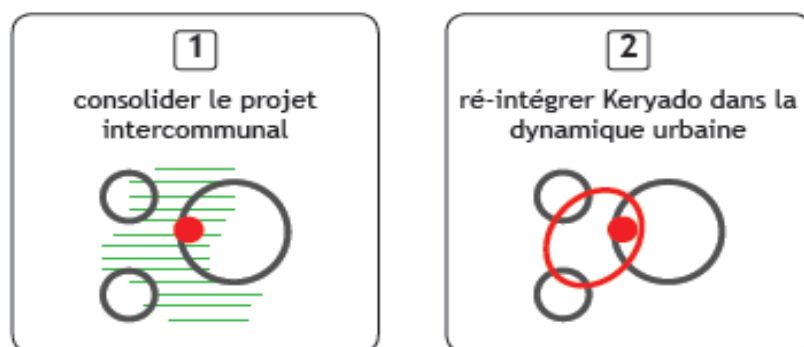 1
consolider le projet
intercommunal
2
ré-intégrer Keryado dans la
dynamique urbaine